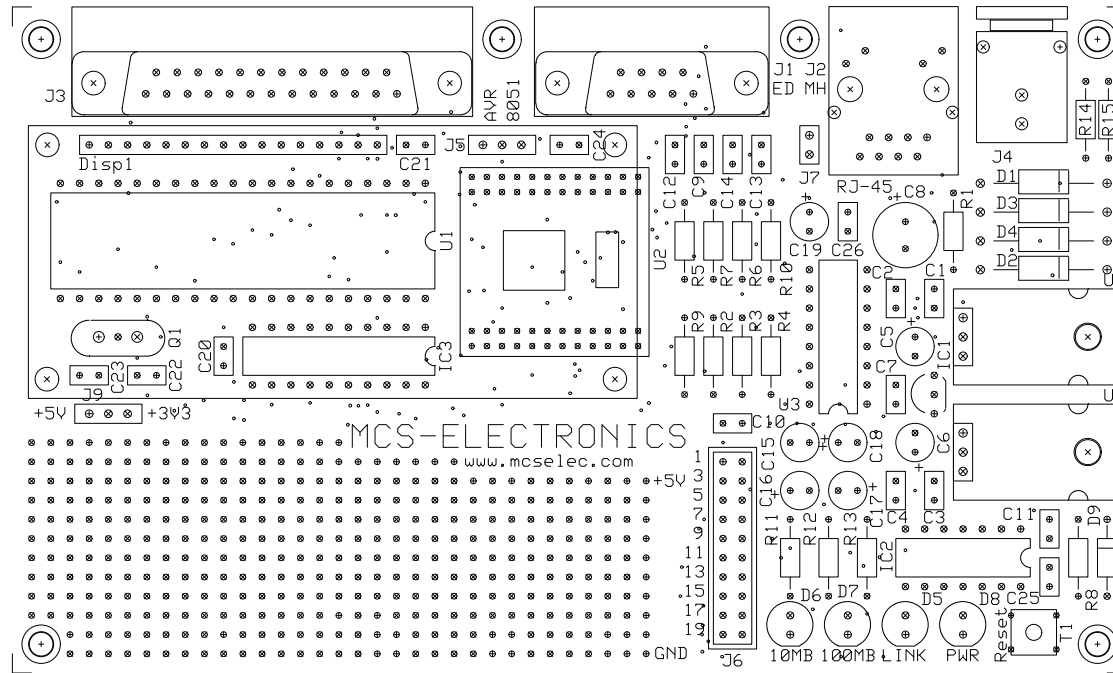 J3
AVR
8051
J1 J2
ED MH
R14
R15
Disp1
C21
J5
C24
C12
C9
C14
C13
J7
RJ-45
J4
D1
D3
D4
D2
C8
R1
C19
C26
U1
U2
R5
R7
R6
R10
C2
C1
R9
R2
R3
R4
C5
IC1
Q1
C20
IC3
C23
C22
C7
J9
+5V
+3V3
U3
C10
MCS-ELECTRONICS
www.mcselec.com
C15
C18
C6
+5V
1
3
5
7
9
11
13
15
17
19
GND
J6
C16
C17
C4
C3
R11
R12
R13
IC2
C11
D9
D6
D7
D5
D8
C25
R8
10MB
100MB
LINK
PWR
Reset
T1